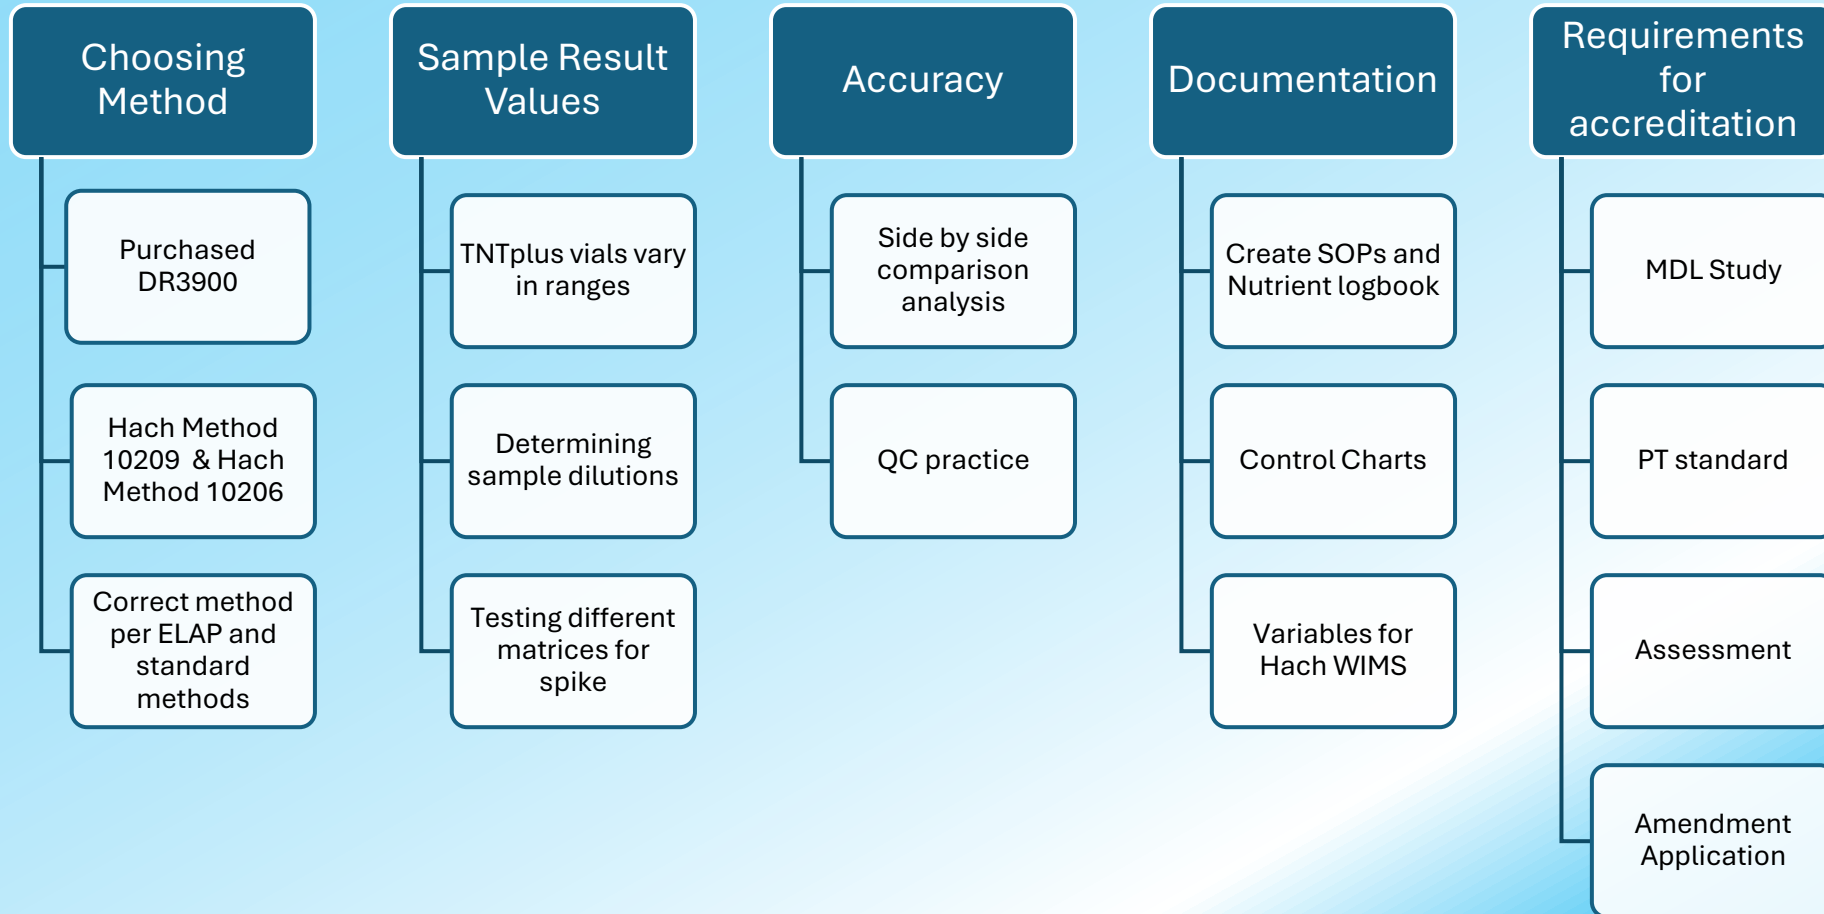 Choosing
Method
Purchased
DR3900
Hach Method
10209 & Hach
Method 10206
Correct method
per ELAP and
standard
methods
Sample Result
Values
TNTplus vials vary
in ranges
Determining
sample dilutions
Testing different
matrices for
spike
Accuracy
Side by side
comparison
analysis
QC practice
Documentation
Create SOPs and
Nutrient logbook
Control Charts
Variables for
Hach WIMS
Requirements
for
accreditation
MDL Study
PT standard
Assessment
Amendment
Application